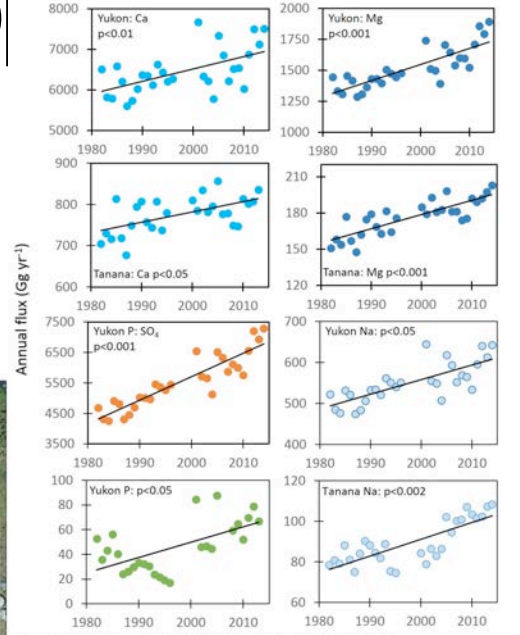 )
Annual flux (Gg yr⁻¹)
Yukon: Ca
p<0.01
8000
7000
6000
5000
1980 1990 2000 2010
Yukon: Mg
p<0.001
2000
1750
1500
1250
1000
1980 1990 2000 2010
900
800
700
600
Tanana: Ca p<0.05
1980 1990 2000 2010
210
180
150
120
Tanana: Mg p<0.001
1980 1990 2000 2010
Yukon P: SO₄
p<0.001
7500
6500
5500
4500
3500
1980 1990 2000 2010
Yukon Na: p<0.05
700
600
500
400
1980 1990 2000 2010
Yukon P: p<0.05
100
80
60
40
20
0
1980 1990 2000 2010
Tanana Na: p<0.002
120
100
80
60
1980 1990 2000 2010